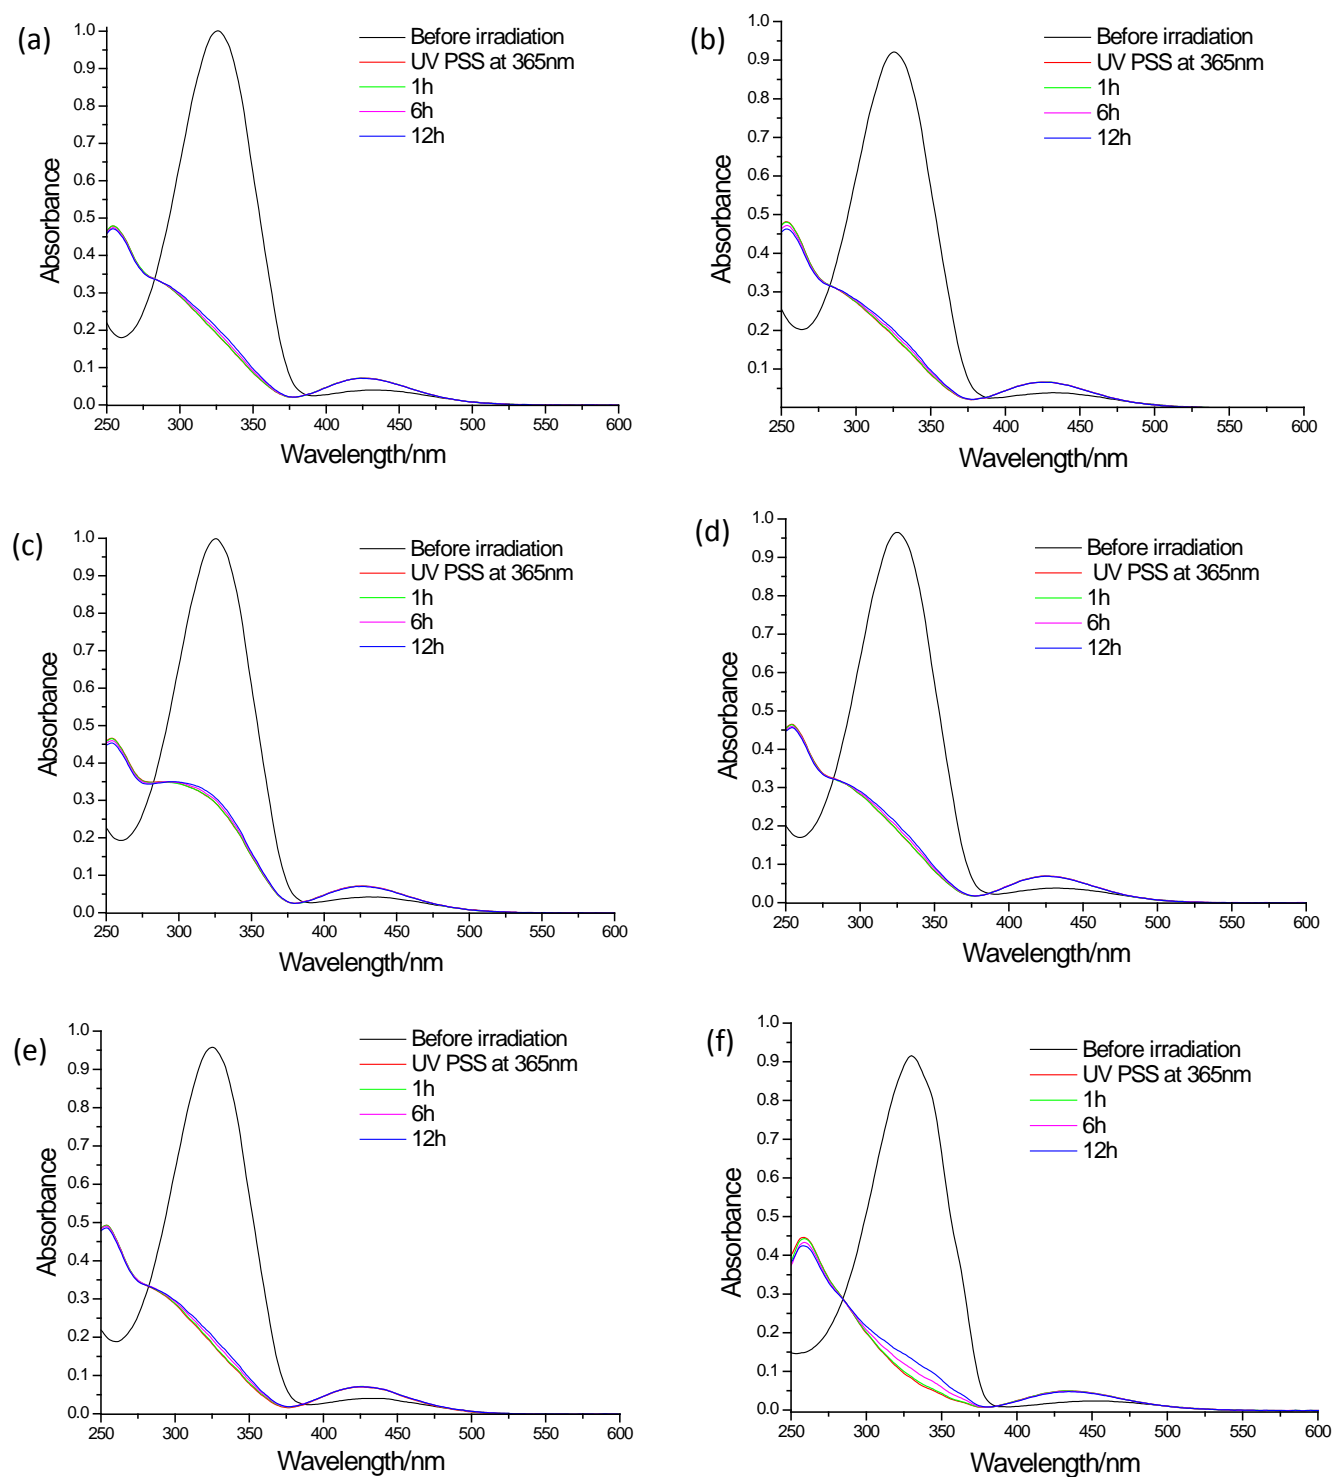 (a)
Before irradiation
UV PSS at 365nm
1h
6h
12h
1.0
0.9
0.8
0.7
0.6
0.5
0.4
0.3
0.2
0.1
0.0
Absorbance
250 300 350 400 450 500 550 600
Wavelength/nm
(b)
Before irradiation
UV PSS at 365nm
1h
6h
12h
1.0
0.9
0.8
0.7
0.6
0.5
0.4
0.3
0.2
0.1
Absorbance
250 300 350 400 450 500 550 600
Wavelength/nm
(c)
Before irradiation
UV PSS at 365nm
1h
6h
12h
1.0
0.9
0.8
0.7
0.6
0.5
0.4
0.3
0.2
0.1
0.0
Absorbance
250 300 350 400 450 500 550 600
Wavelength/nm
(d)
Before irradiation
UV PSS at 365nm
1h
6h
12h
1.0
0.9
0.8
0.7
0.6
0.5
0.4
0.3
0.2
0.1
0.0
Absorbance
250 300 350 400 450 500 550 600
Wavelength/nm
(e)
Before irradiation
UV PSS at 365nm
1h
6h
12h
1.0
0.9
0.8
0.7
0.6
0.5
0.4
0.3
0.2
0.1
0.0
Absorbance
250 300 350 400 450 500 550 600
Wavelength/nm
(f)
Before irradiation
UV PSS at 365nm
1h
6h
12h
1.0
0.9
0.8
0.7
0.6
0.5
0.4
0.3
0.2
0.1
0.0
Absorbance
250 300 350 400 450 500 550 600
Wavelength/nm